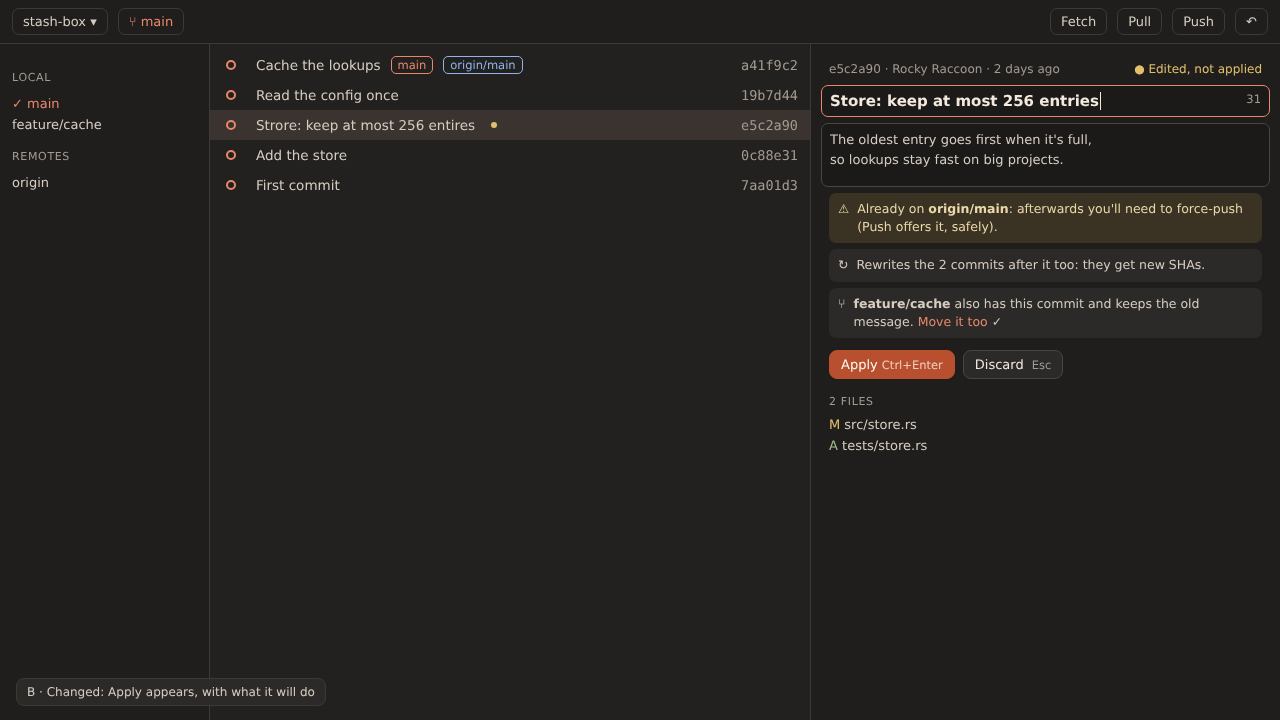 stash-box ▾
⑂ main
Fetch
Pull
Push
↶
LOCAL
✓ main
feature/cache
REMOTES
origin
Cache the lookups main origin/main a41f9c2
Read the config once 19b7d44
Strore: keep at most 256 entires ● e5c2a90
Add the store 0c88e31
First commit 7aa01d3
e5c2a90 · Rocky Raccoon · 2 days ago ● Edited, not applied
Store: keep at most 256 entries 31
The oldest entry goes first when it's full,
so lookups stay fast on big projects.
⚠ Already on origin/main: afterwards you'll need to force-push
(Push offers it, safely).
↻ Rewrites the 2 commits after it too: they get new SHAs.
⑂ feature/cache also has this commit and keeps the old
message. Move it too ✓
Apply Ctrl+Enter
Discard Esc
2 FILES
M src/store.rs
A tests/store.rs
B · Changed: Apply appears, with what it will do